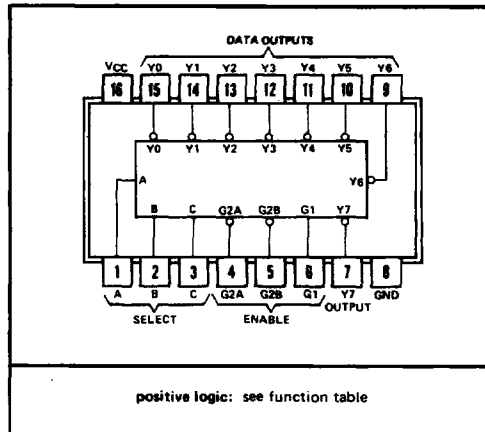 DATA OUTPUTS
VCC Y0 Y1 Y2 Y3 Y4 Y5 Y6
16 15 14 13 12 11 10 9
Y0 Y1 Y2 Y3 Y4 Y5
A Y6
B C G2A G2B G1 Y7
1 2 3 4 5 6 7 8
A B C G2A G2B G1 Y7 GND
SELECT ENABLE OUTPUT
positive logic: see function table